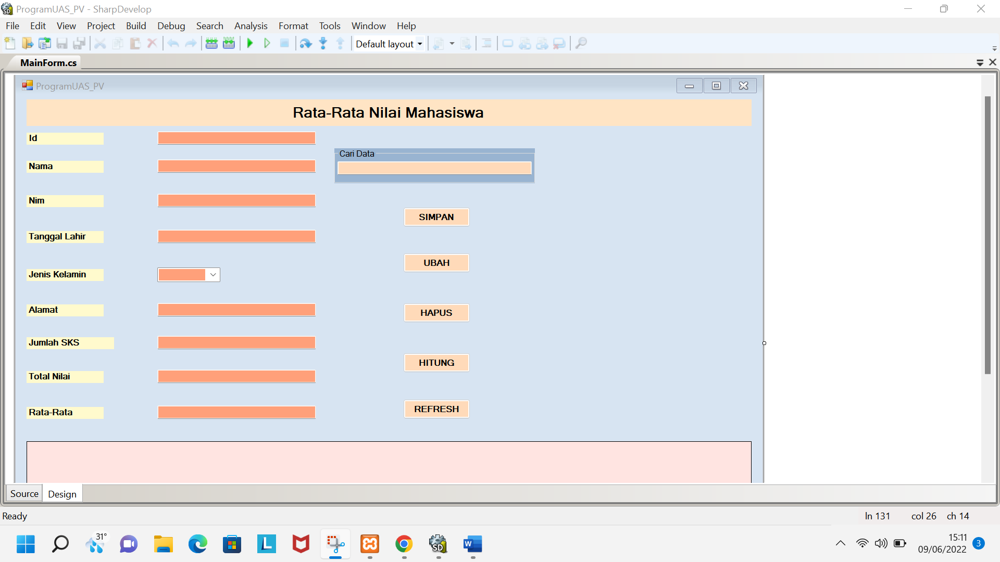 ProgramUAS_PV - SharpDevelop
File Edit View Project Build Debug Search Analysis Format Tools Window Help
Default layout
MainForm.cs
ProgramUAS_PV
Rata-Rata Nilai Mahasiswa
Id
Cari Data
Nama
Nim
SIMPAN
Tanggal Lahir
UBAH
Jenis Kelamin
Alamat
HAPUS
Jumlah SKS
HITUNG
Total Nilai
REFRESH
Rata-Rata
Source Design
Ready ln 131 col 26 ch 14
31°
L
SD
W
15:11
09/06/2022
3